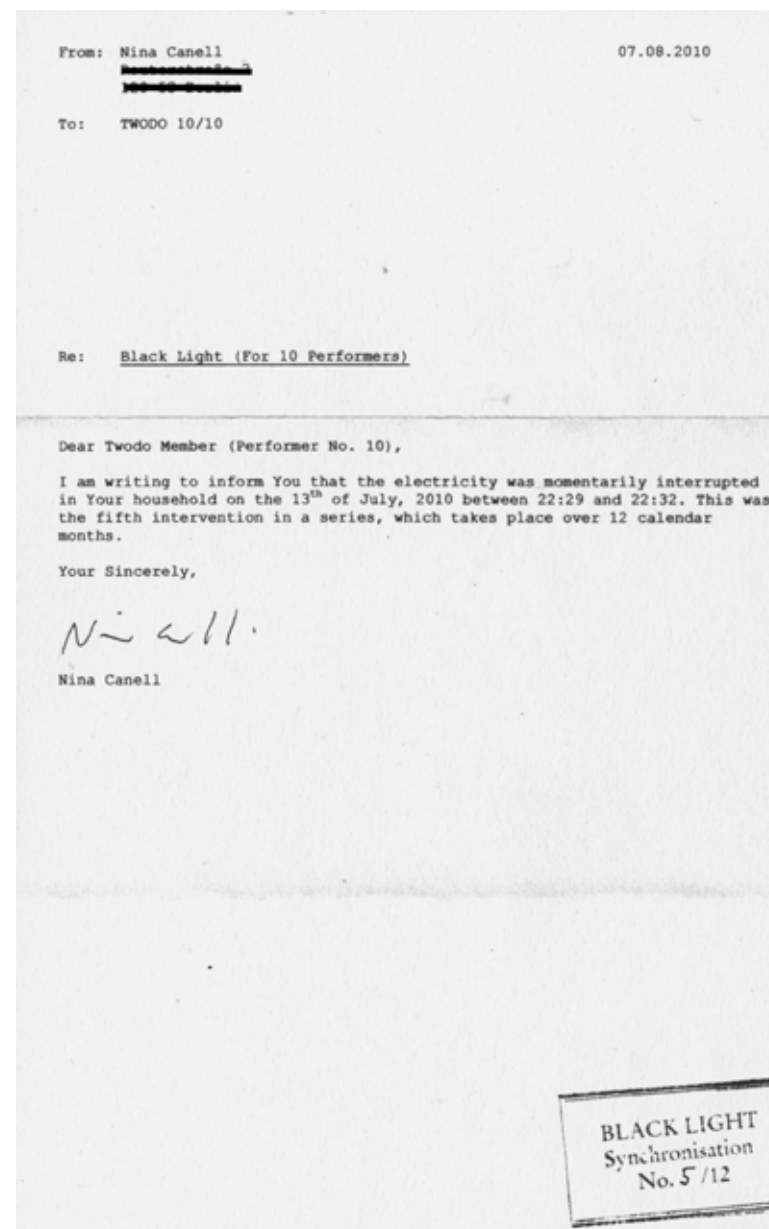 From: Nina Canell 07.08.2010
To: TWODO 10/10
Re: Black Light (For 10 Performers)
Dear Twodo Member (Performer No. 10),
I am writing to inform You that the electricity was momentarily interrupted
in Your household on the 13th of July, 2010 between 22:29 and 22:32. This was
the fifth intervention in a series, which takes place over 12 calendar
months.
Your Sincerely,
Nina Canell
BLACK LIGHT
Synchronisation
No. 5/12